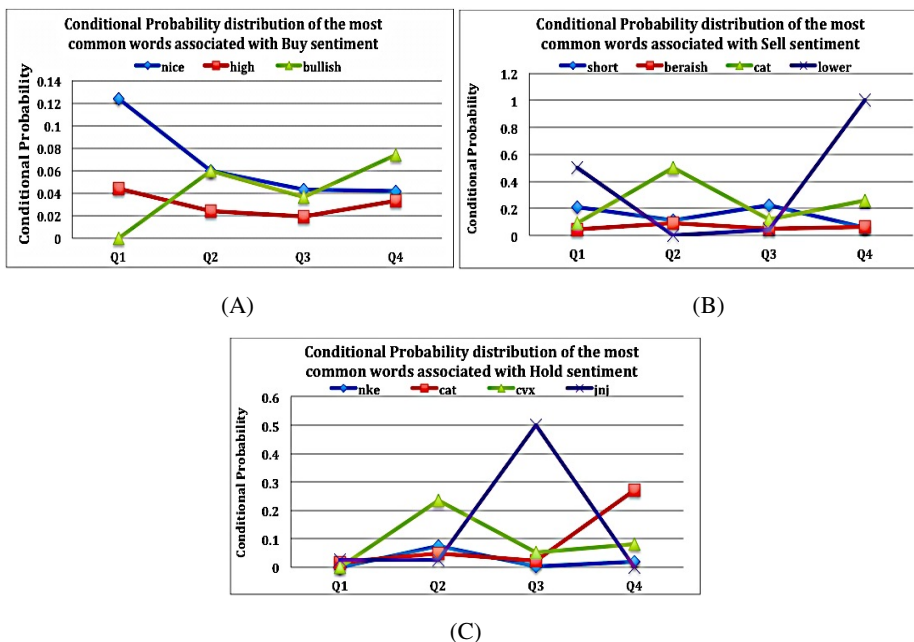 Conditional Probability distribution of the most
common words associated with Buy sentiment
nice high bullish
Conditional Probability
0.14
0.12
0.1
0.08
0.06
0.04
0.02
0
Q1 Q2 Q3 Q4
(A)
Conditional Probability distribution of the most
common words associated with Sell sentiment
short beraish cat lower
Conditional Probability
1.2
1
0.8
0.6
0.4
0.2
0
Q1 Q2 Q3 Q4
(B)
Conditional Probability distribution of the most
common words associated with Hold sentiment
nke cat cvx jnj
Conditional Probability
0.6
0.5
0.4
0.3
0.2
0.1
0
Q1 Q2 Q3 Q4
(C)